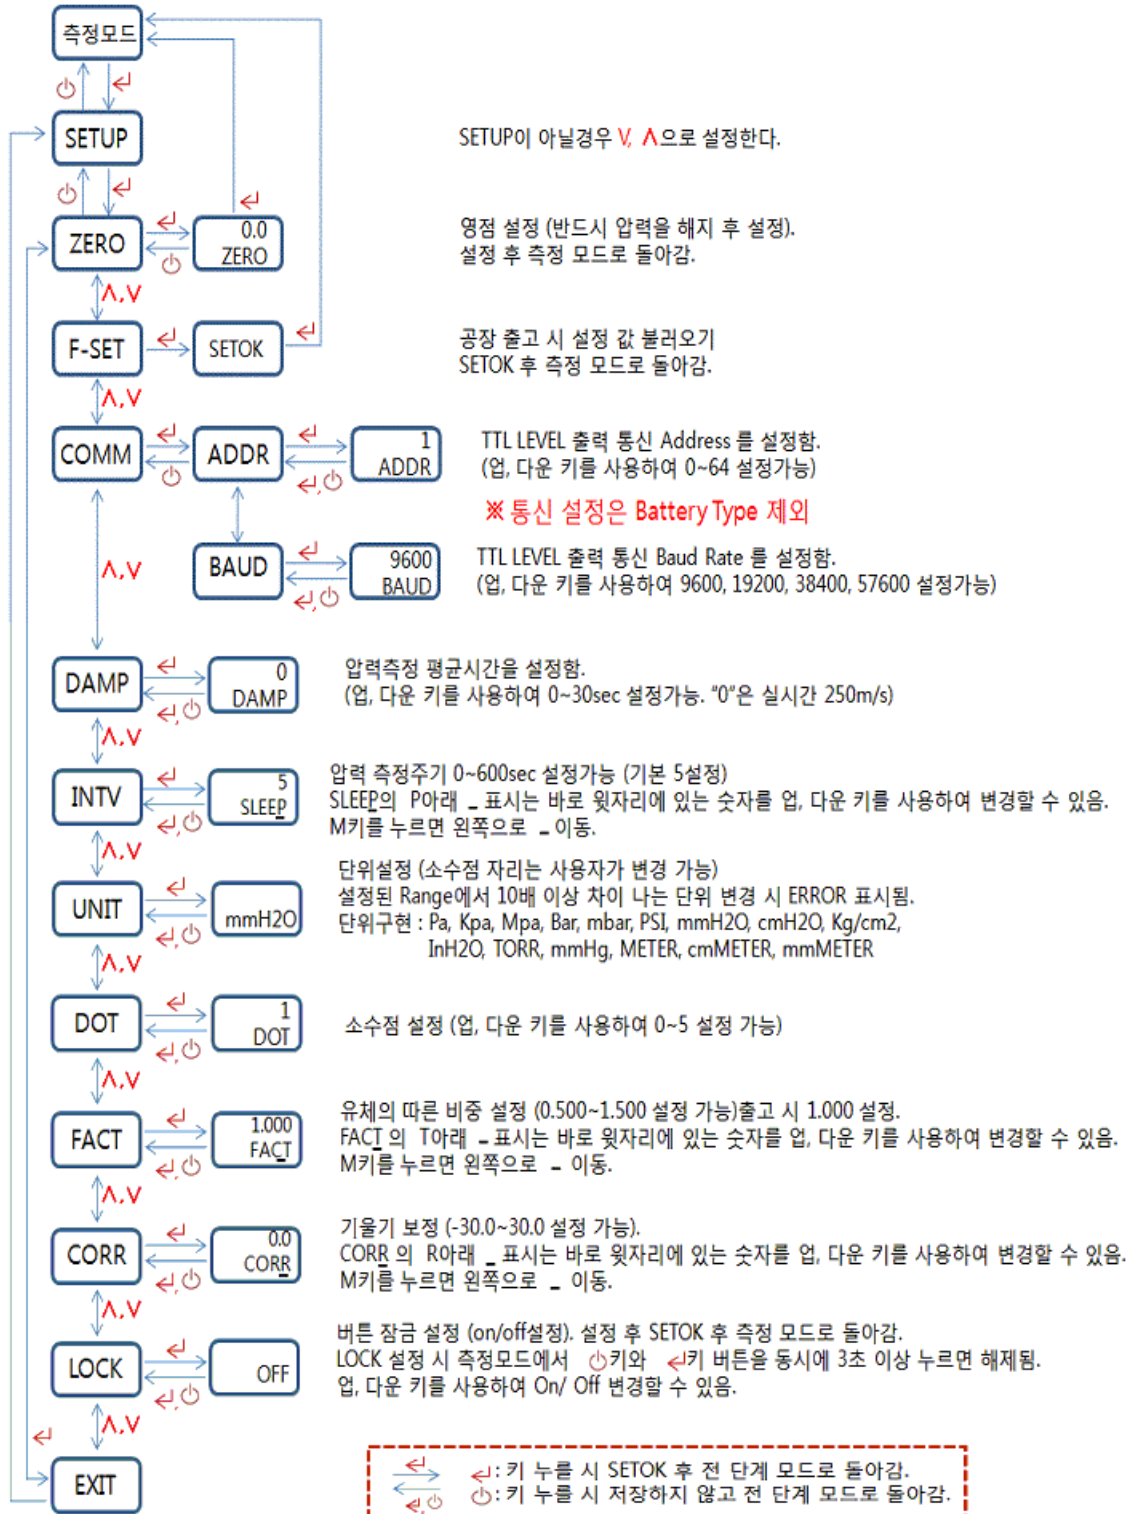 측정모드
SETUP
SETUP이 아닐경우 V, Λ으로 설정한다.
ZERO
0.0
ZERO
영점 설정 (반드시 압력을 해지 후 설정).
설정 후 측정 모드로 돌아감.
Λ,V
F-SET
SETOK
공장 출고 시 설정 값 불러오기
SETOK 후 측정 모드로 돌아감.
Λ,V
COMM
ADDR
1
ADDR
TTL LEVEL 출력 통신 Address 를 설정함.
(업, 다운 키를 사용하여 0~64 설정가능)
※ 통신 설정은 Battery Type 제외
Λ,V
BAUD
9600
BAUD
TTL LEVEL 출력 통신 Baud Rate 를 설정함.
(업, 다운 키를 사용하여 9600, 19200, 38400, 57600 설정가능)
DAMP
0
DAMP
압력측정 평균시간을 설정함.
(업, 다운 키를 사용하여 0~30sec 설정가능. "0"은 실시간 250m/s)
Λ,V
INTV
5
SLEEP
압력 측정주기 0~600sec 설정가능 (기본 5설정)
SLEEP의 P아래 _ 표시는 바로 윗자리에 있는 숫자를 업, 다운 키를 사용하여 변경할 수 있음.
M키를 누르면 왼쪽으로 _ 이동.
Λ,V
UNIT
mmH2O
단위설정 (소수점 자리는 사용자가 변경 가능)
설정된 Range에서 10배 이상 차이 나는 단위 변경 시 ERROR 표시됨.
단위구현 : Pa, Kpa, Mpa, Bar, mbar, PSI, mmH2O, cmH2O, Kg/cm2,
InH2O, TORR, mmHg, METER, cmMETER, mmMETER
Λ,V
DOT
1
DOT
소수점 설정 (업, 다운 키를 사용하여 0~5 설정 가능)
Λ,V
FACT
1.000
FACT
유체의 따른 비중 설정 (0.500~1.500 설정 가능)출고 시 1.000 설정.
FACT 의 T아래 _ 표시는 바로 윗자리에 있는 숫자를 업, 다운 키를 사용하여 변경할 수 있음.
M키를 누르면 왼쪽으로 _ 이동.
Λ,V
CORR
0.0
CORR
기울기 보정 (-30.0~30.0 설정 가능).
CORR 의 R아래 _ 표시는 바로 윗자리에 있는 숫자를 업, 다운 키를 사용하여 변경할 수 있음.
M키를 누르면 왼쪽으로 _ 이동.
Λ,V
LOCK
OFF
버튼 잠금 설정 (on/off설정). 설정 후 SETOK 후 측정 모드로 돌아감.
LOCK 설정 시 측정모드에서 ⏻키와 ↵키 버튼을 동시에 3초 이상 누르면 해제됨.
업, 다운 키를 사용하여 On/ Off 변경할 수 있음.
Λ,V
EXIT
↵: 키 누를 시 SETOK 후 전 단계 모드로 돌아감.
⏻: 키 누를 시 저장하지 않고 전 단계 모드로 돌아감.